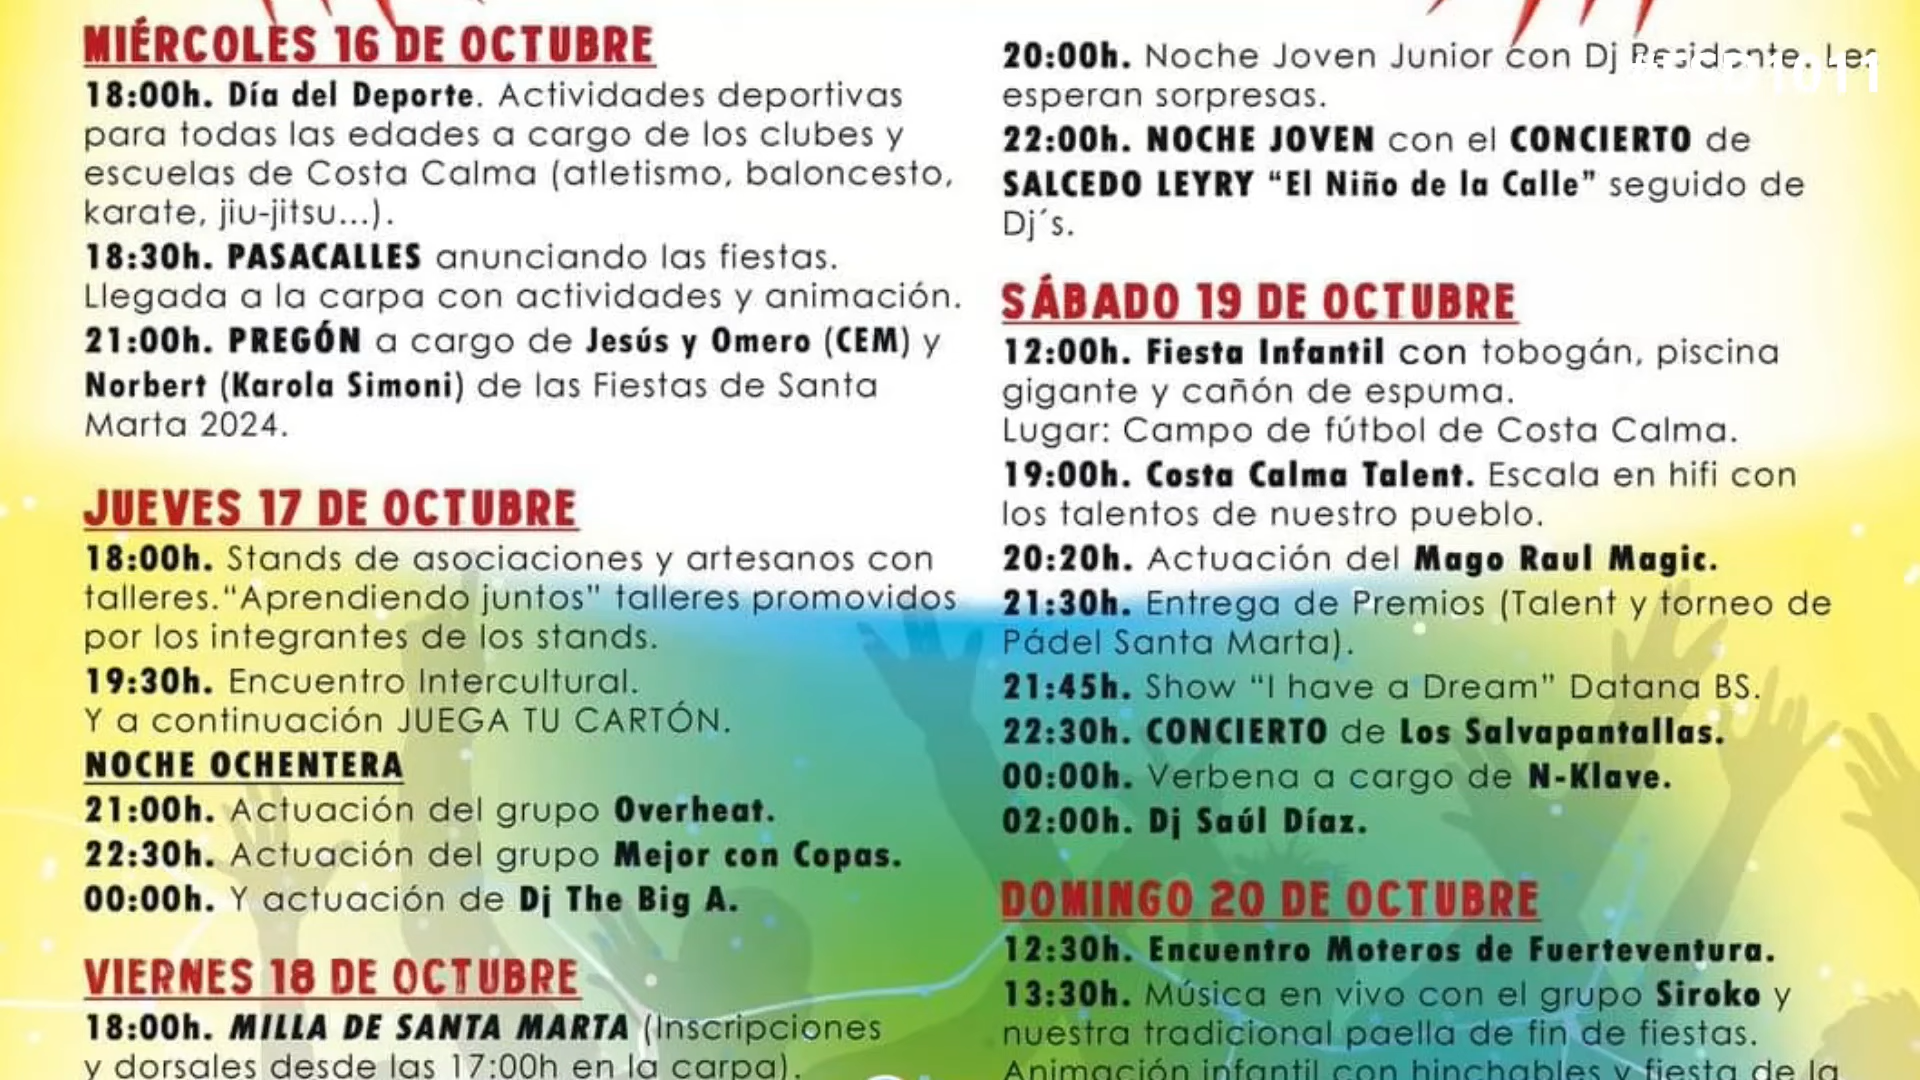 MIÉRCOLES 16 DE OCTUBRE
18:00h. Día del Deporte. Actividades deportivas
para todas las edades a cargo de los clubes y
escuelas de Costa Calma (atletismo, baloncesto,
karate, jiu-jitsu...).
18:30h. PASACALLES anunciando las fiestas.
Llegada a la carpa con actividades y animación.
21:00h. PREGÓN a cargo de Jesús y Omero (CEM) y
Norbert (Karola Simoni) de las Fiestas de Santa
Marta 2024.
JUEVES 17 DE OCTUBRE
18:00h. Stands de asociaciones y artesanos con
talleres.“Aprendiendo juntos” talleres promovidos
por los integrantes de los stands.
19:30h. Encuentro Intercultural.
Y a continuación JUEGA TU CARTÓN.
NOCHE OCHENTERA
21:00h. Actuación del grupo Overheat.
22:30h. Actuación del grupo Mejor con Copas.
00:00h. Y actuación de Dj The Big A.
VIERNES 18 DE OCTUBRE
18:00h. MILLA DE SANTA MARTA (Inscripciones
y dorsales desde las 17:00h en la carpa).
20:00h. Noche Joven Junior con Dj Residente. Les
esperan sorpresas.
22:00h. NOCHE JOVEN con el CONCIERTO de
SALCEDO LEYRY “El Niño de la Calle” seguido de
Dj´s.
SÁBADO 19 DE OCTUBRE
12:00h. Fiesta Infantil con tobogán, piscina
gigante y cañón de espuma.
Lugar: Campo de fútbol de Costa Calma.
19:00h. Costa Calma Talent. Escala en hifi con
los talentos de nuestro pueblo.
20:20h. Actuación del Mago Raul Magic.
21:30h. Entrega de Premios (Talent y torneo de
Pádel Santa Marta).
21:45h. Show “I have a Dream” Datana BS.
22:30h. CONCIERTO de Los Salvapantallas.
00:00h. Verbena a cargo de N-Klave.
02:00h. Dj Saúl Díaz.
DOMINGO 20 DE OCTUBRE
12:30h. Encuentro Moteros de Fuerteventura.
13:30h. Música en vivo con el grupo Siroko y
nuestra tradicional paella de fin de fiestas.
Animación infantil con hinchables y fiesta de la